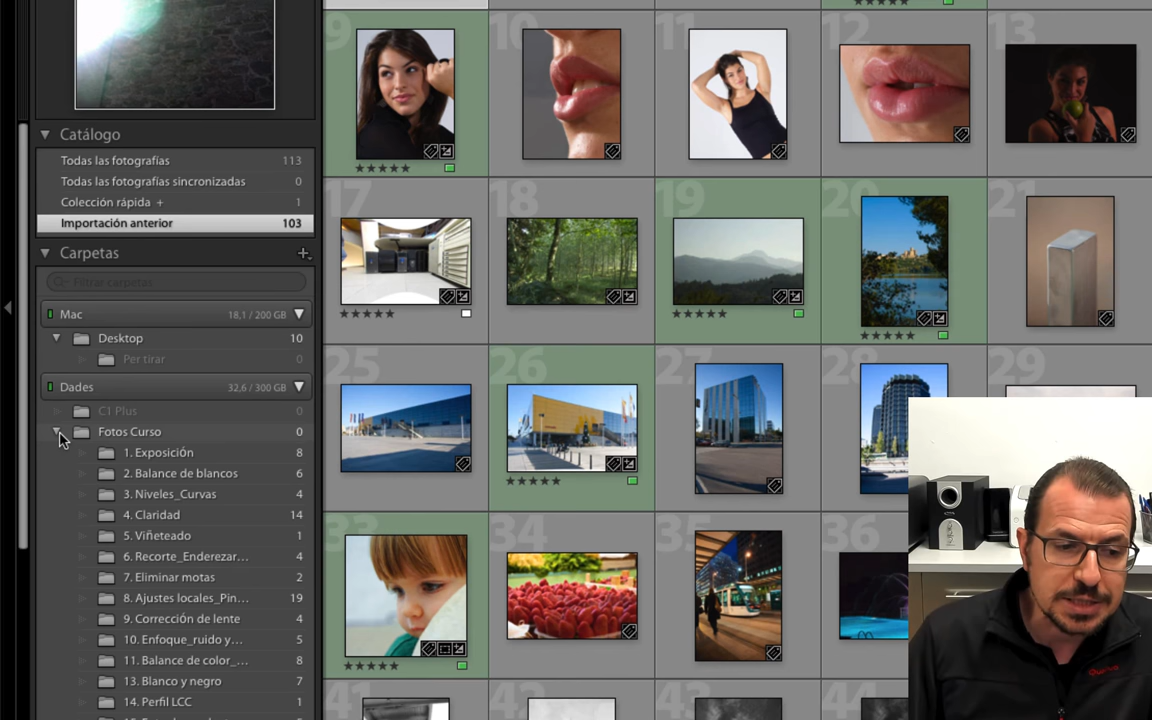 Catálogo
Todas las fotografías 113
Todas las fotografías sincronizadas 0
Colección rápida + 1
Importación anterior 103
Carpetas
Filtrar carpetas
Mac 18,1 / 200 GB
Desktop 10
Per tirar 0
Dades 32,6 / 300 GB
C1 Plus 0
Fotos Curso 0
1. Exposición 8
2. Balance de blancos 6
3. Niveles_Curvas 4
4. Claridad 14
5. Viñeteado 1
6. Recorte_Enderezar... 4
7. Eliminar motas 2
8. Ajustes locales_Pin... 19
9. Corrección de lente 4
10. Enfoque_ruido y... 5
11. Balance de color_... 8
13. Blanco y negro 7
14. Perfil LCC 1
9 10 11 12 13
17 18 19 20 21
25 26 27 28 29
33 34 35 36